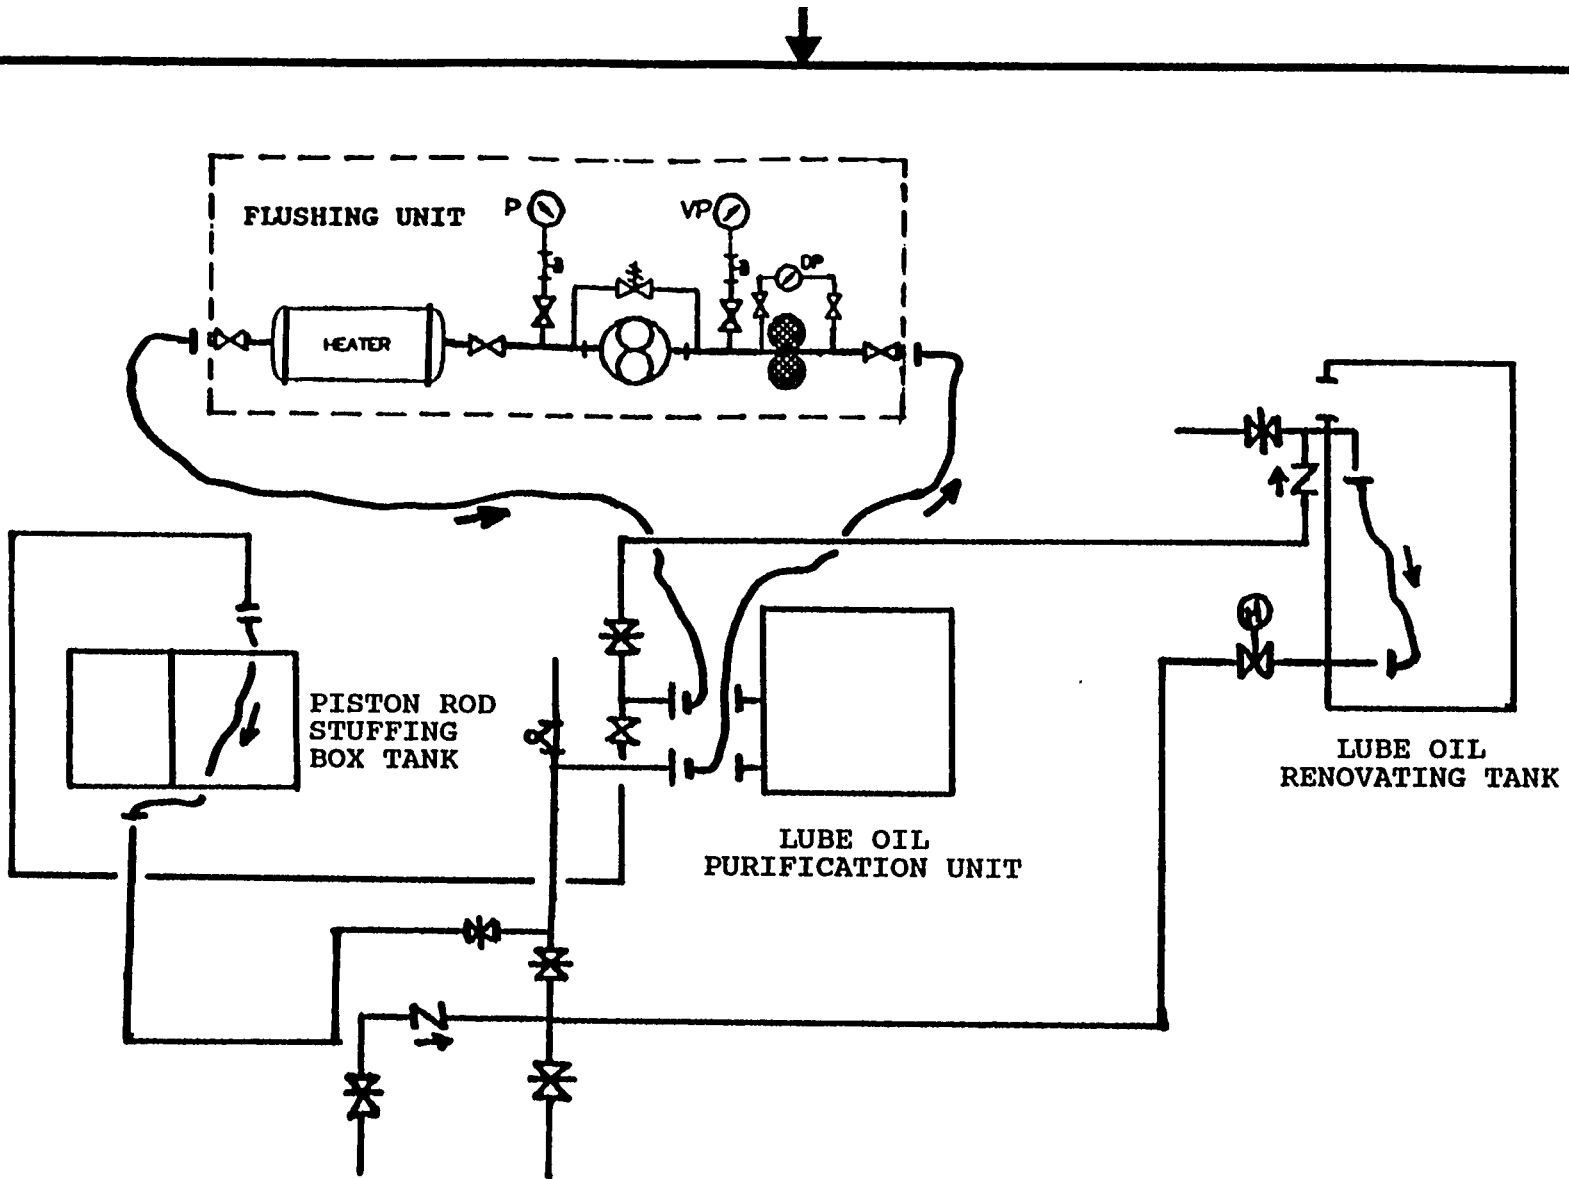 FLUSHING UNIT
P
VP
DP
HEATER
M
PISTON ROD
STUFFING
BOX TANK
LUBE OIL
RENOVATING TANK
LUBE OIL
PURIFICATION UNIT